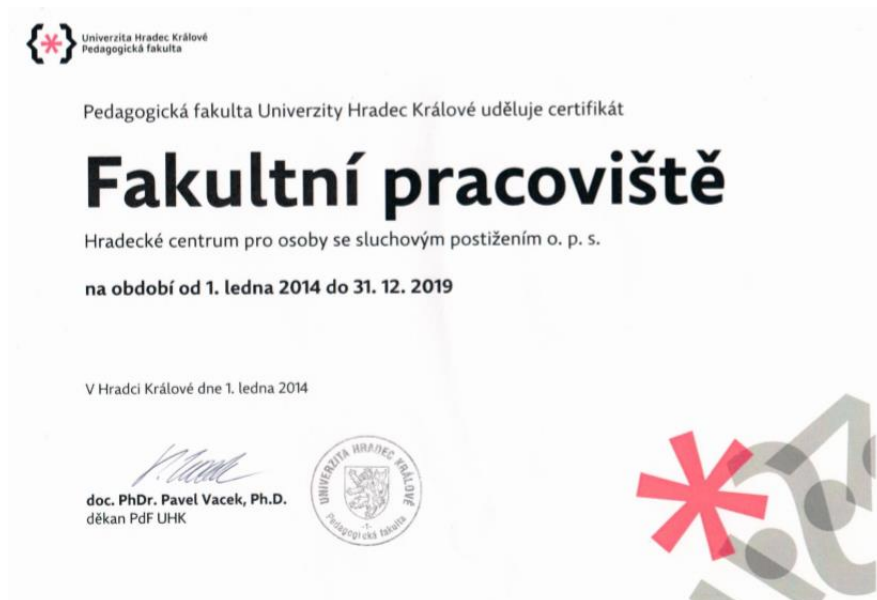 Univerzita Hradec Králové
Pedagogická fakulta
Pedagogická fakulta Univerzity Hradec Králové uděluje certifikát
Fakultní pracoviště
Hradecké centrum pro osoby se sluchovým postižením o. p. s.
na období od 1. ledna 2014 do 31. 12. 2019
V Hradci Králové dne 1. ledna 2014
doc. PhDr. Pavel Vacek, Ph.D.
děkan PdF UHK
UNIVERZITA HRADEC KRÁLOVÉ
-1-
Pedagogická fakulta